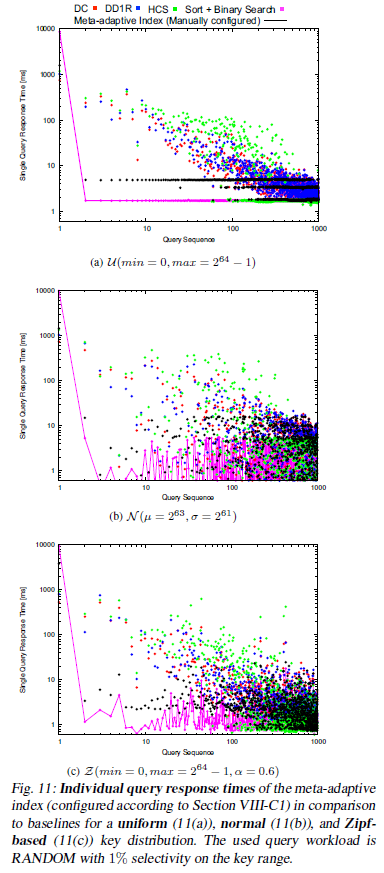 DC DD1R HCS Sort + Binary Search
Meta-adaptive Index (Manually configured)
10000
1000
100
10
1
Single Query Response Time [ms]
1 10 100 1000
Query Sequence
(a) 𝒰(min = 0, max = 2^64 − 1)
10000
1000
100
10
1
Single Query Response Time [ms]
1 10 100 1000
Query Sequence
(b) 𝒩(μ = 2^63, σ = 2^61)
10000
1000
100
10
1
Single Query Response Time [ms]
1 10 100 1000
Query Sequence
(c) 𝒵(min = 0, max = 2^64 − 1, α = 0.6)
Fig. 11: Individual query response times of the meta-adaptive
index (configured according to Section VIII-C1) in comparison
to baselines for a uniform (11(a)), normal (11(b)), and Zipf-
based (11(c)) key distribution. The used query workload is
RANDOM with 1% selectivity on the key range.